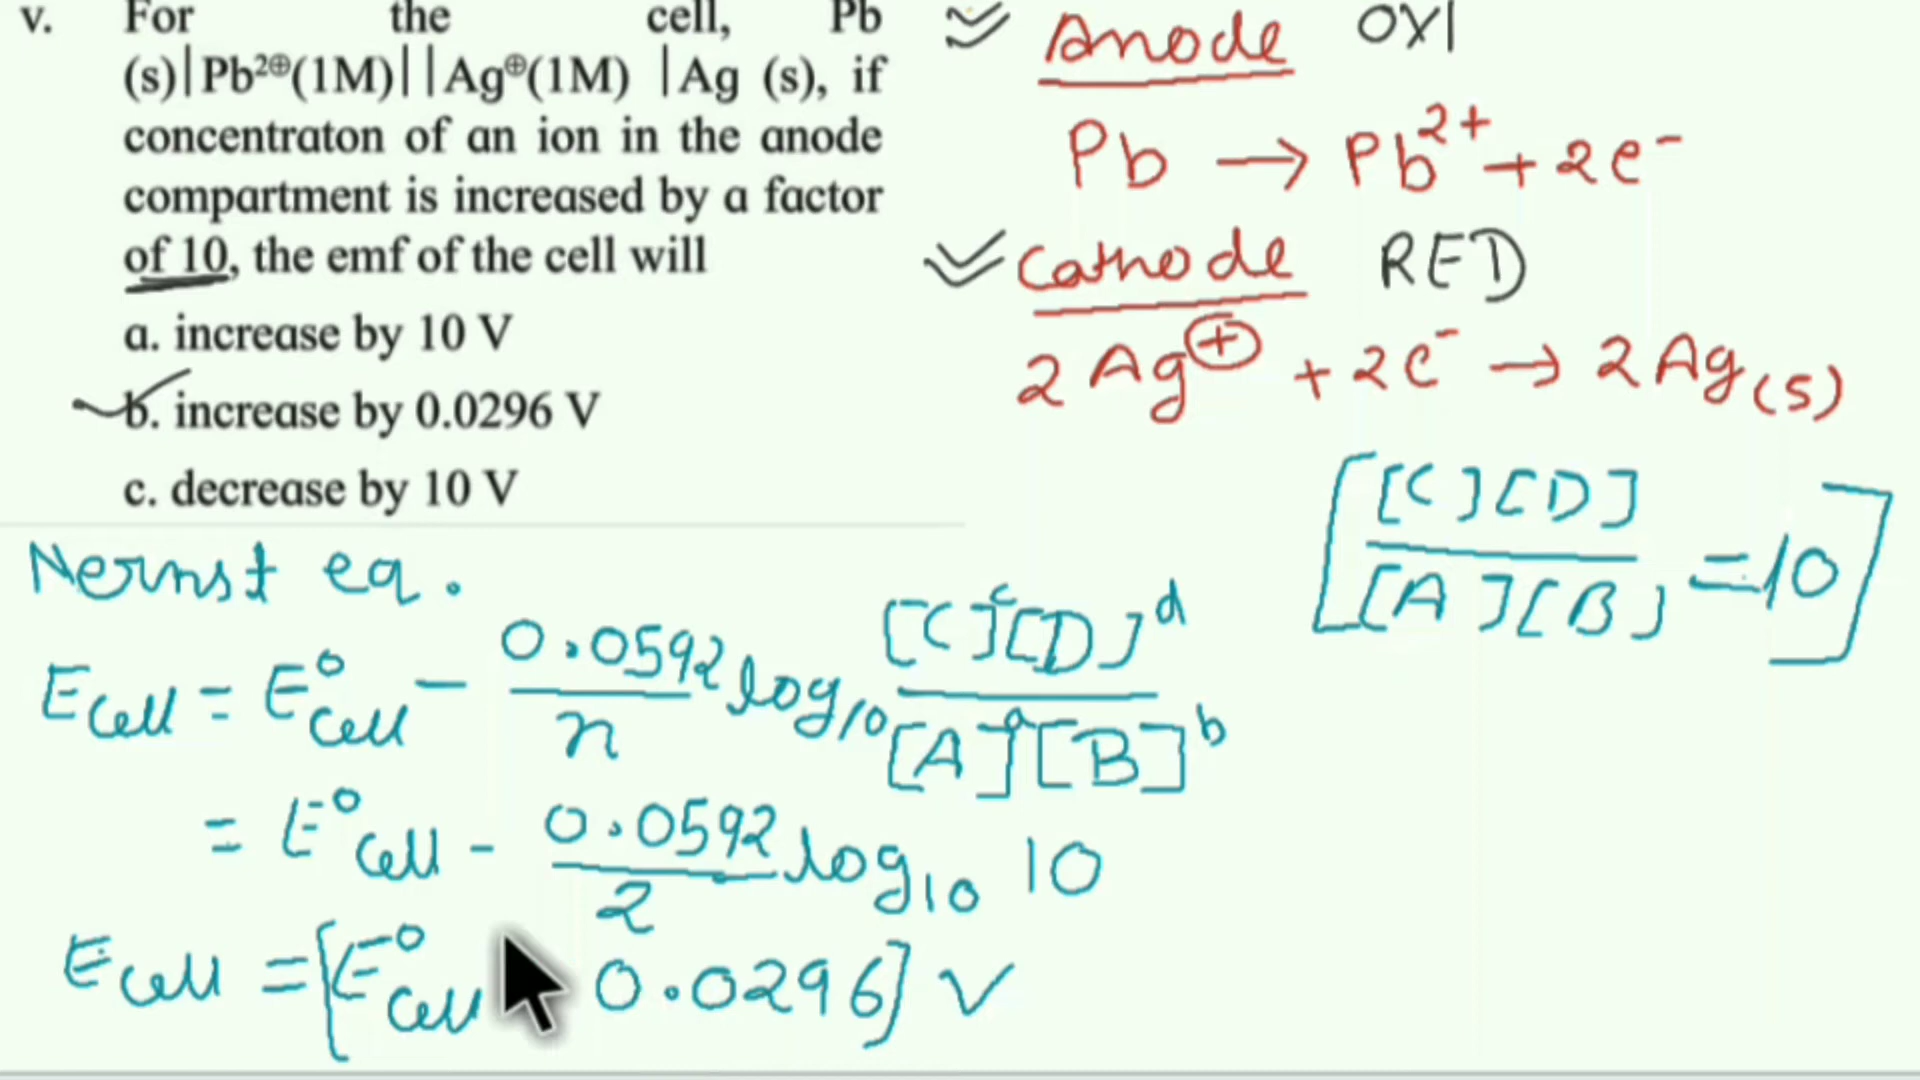 v. For the cell, Pb
(s)|Pb²⊕(1M)||Ag⊕(1M) |Ag (s), if
concentraton of an ion in the anode
compartment is increased by a factor
of 10, the emf of the cell will
a. increase by 10 V
b. increase by 0.0296 V
c. decrease by 10 V
Anode OXI
Pb → Pb²⁺ + 2e⁻
Cathode RED
2Ag⊕ + 2e⁻ → 2Ag(s)
[[C][D] / [A][B] = 10]
Nernst eq.
Ecell = E°cell − 0.0592/n log₁₀ [C]ᶜ[D]ᵈ / [A]ᵃ[B]ᵇ
= E°cell - 0.0592/2 log₁₀ 10
Ecell = [E°cell 0.0296] V